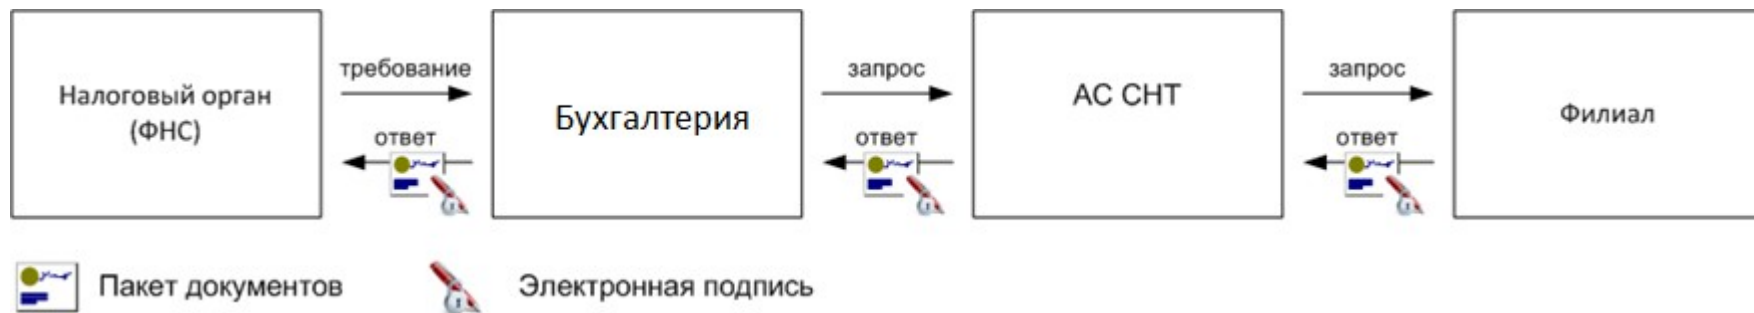 Налоговый орган
(ФНС)
требование
ответ
Бухгалтерия
запрос
ответ
АС СНТ
запрос
ответ
Филиал
Пакет документов
Электронная подпись